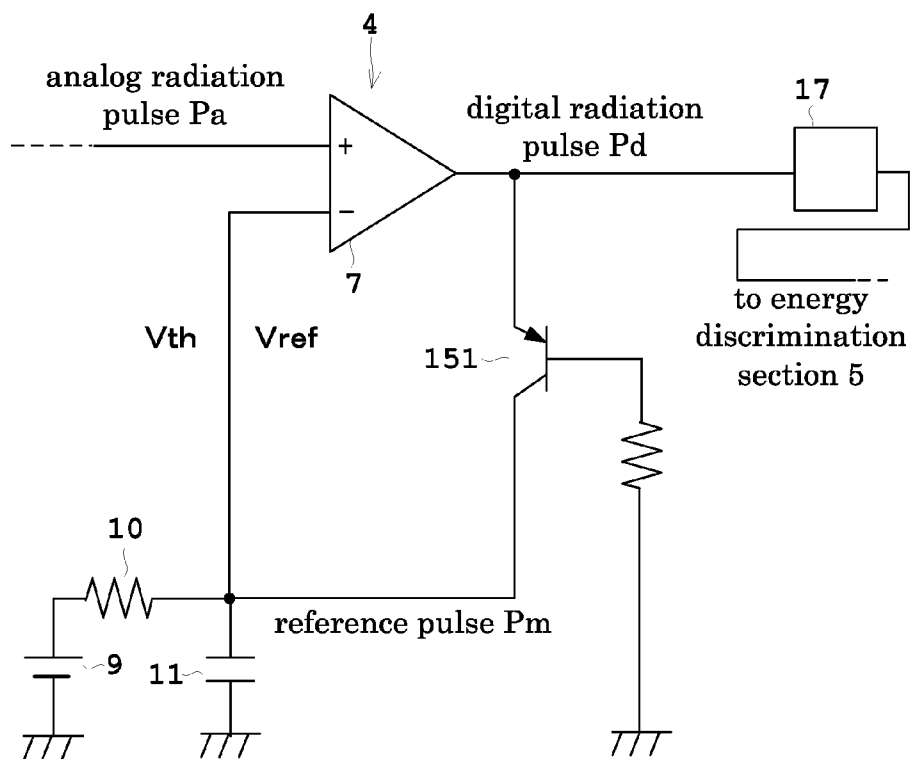 4
analog radiation
pulse Pa
digital radiation
pulse Pd
17
+
−
7
to energy
discrimination
section 5
Vth
Vref
151
10
reference pulse Pm
9
11